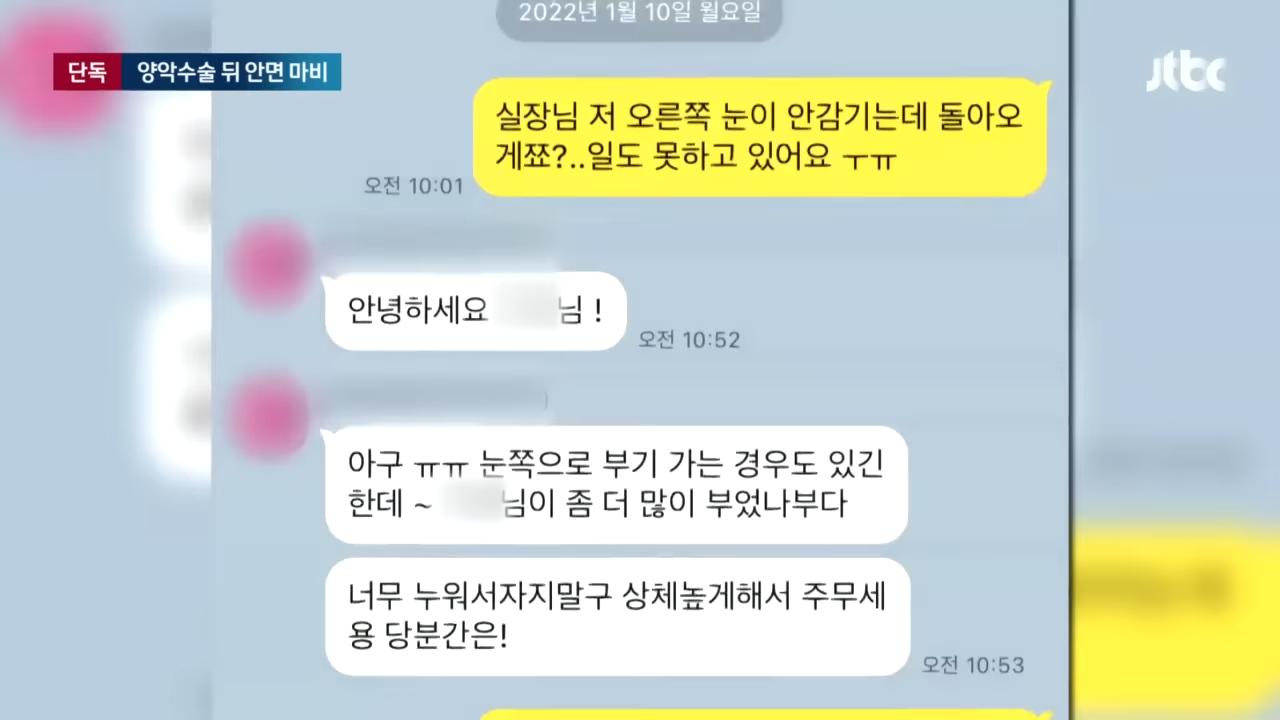 2022년 1월 10일 월요일
단독 양악수술 뒤 안면 마비
jtbc
실장님 저 오른쪽 눈이 안감기는데 돌아오
게쬬?..일도 못하고 있어요 ㅜㅠ
오전 10:01
안녕하세요 님 !
오전 10:52
아구 ㅠㅠ 눈쪽으로 부기 가는 경우도 있긴
한데 ~ 님이 좀 더 많이 부었나부다
너무 누워서자지말구 상체높게해서 주무세
용 당분간은!
오전 10:53